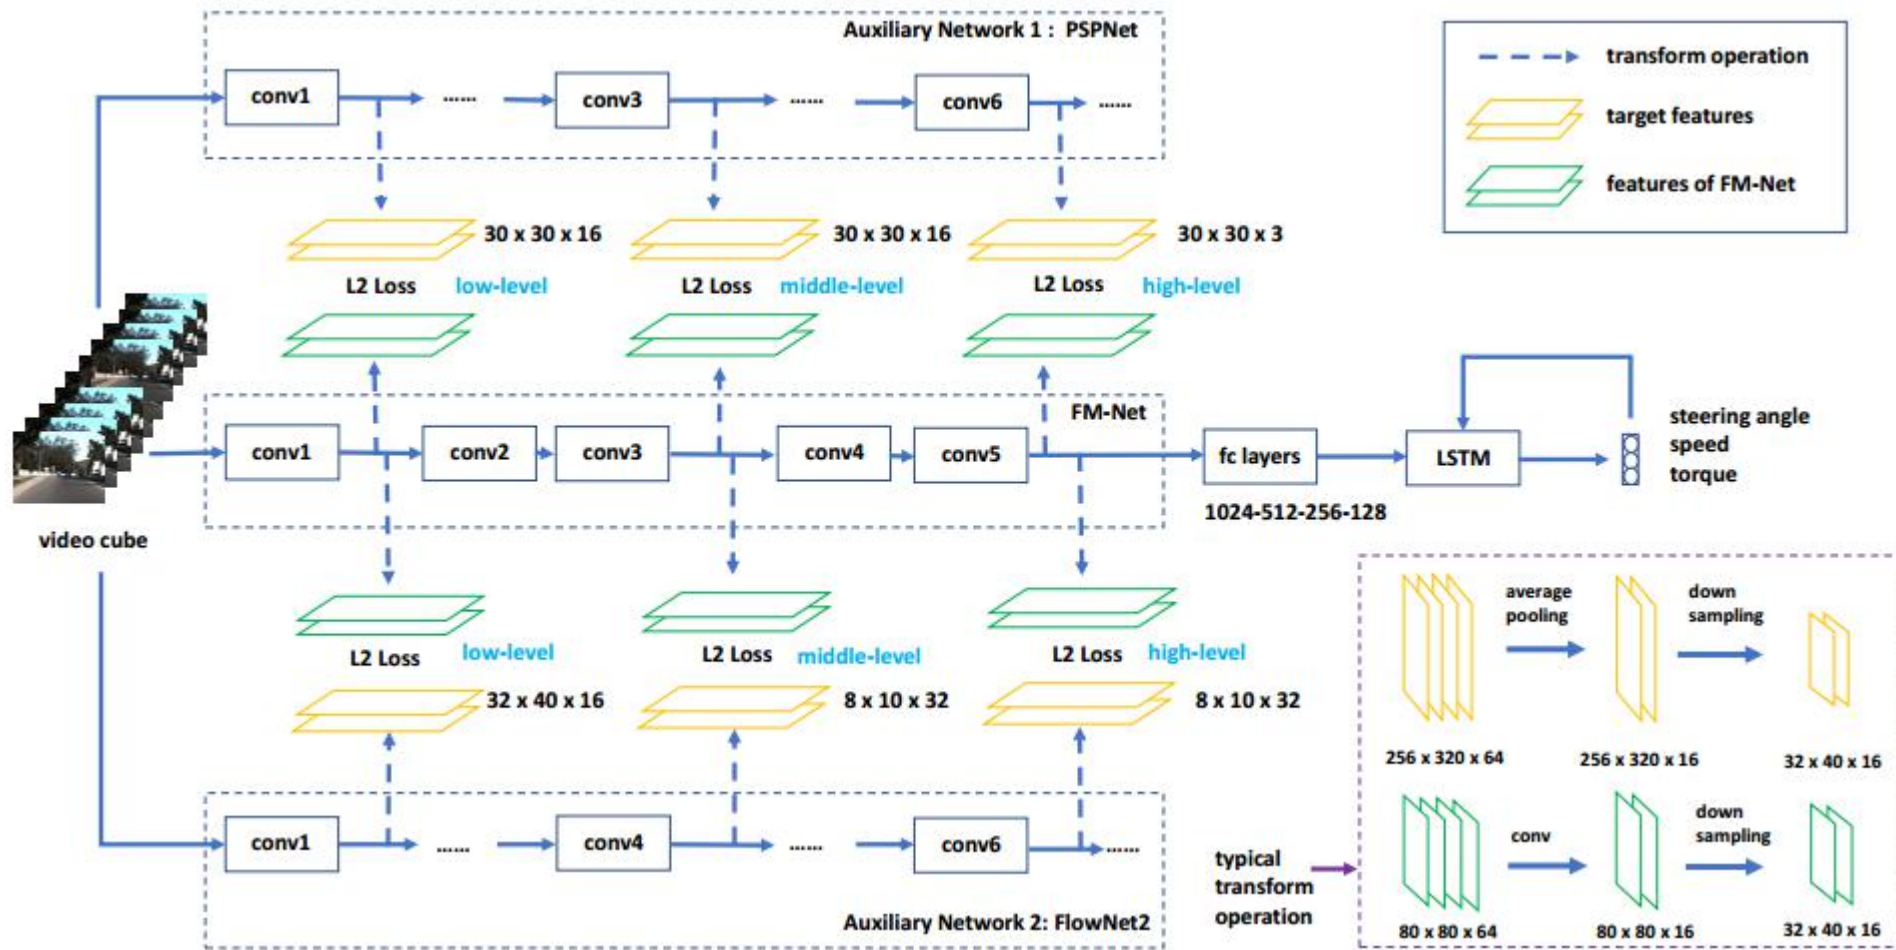 Auxiliary Network 1 : PSPNet
conv1
......
conv3
......
conv6
......
transform operation
target features
features of FM-Net
30 x 30 x 16
30 x 30 x 16
30 x 30 x 3
L2 Loss
low-level
L2 Loss
middle-level
L2 Loss
high-level
FM-Net
conv1
conv2
conv3
conv4
conv5
fc layers
1024-512-256-128
LSTM
steering angle
speed
torque
video cube
L2 Loss
low-level
L2 Loss
middle-level
L2 Loss
high-level
32 x 40 x 16
8 x 10 x 32
8 x 10 x 32
conv1
......
conv4
......
conv6
......
Auxiliary Network 2: FlowNet2
typical
transform
operation
average
pooling
down
sampling
256 x 320 x 64
256 x 320 x 16
32 x 40 x 16
conv
down
sampling
80 x 80 x 64
80 x 80 x 16
32 x 40 x 16